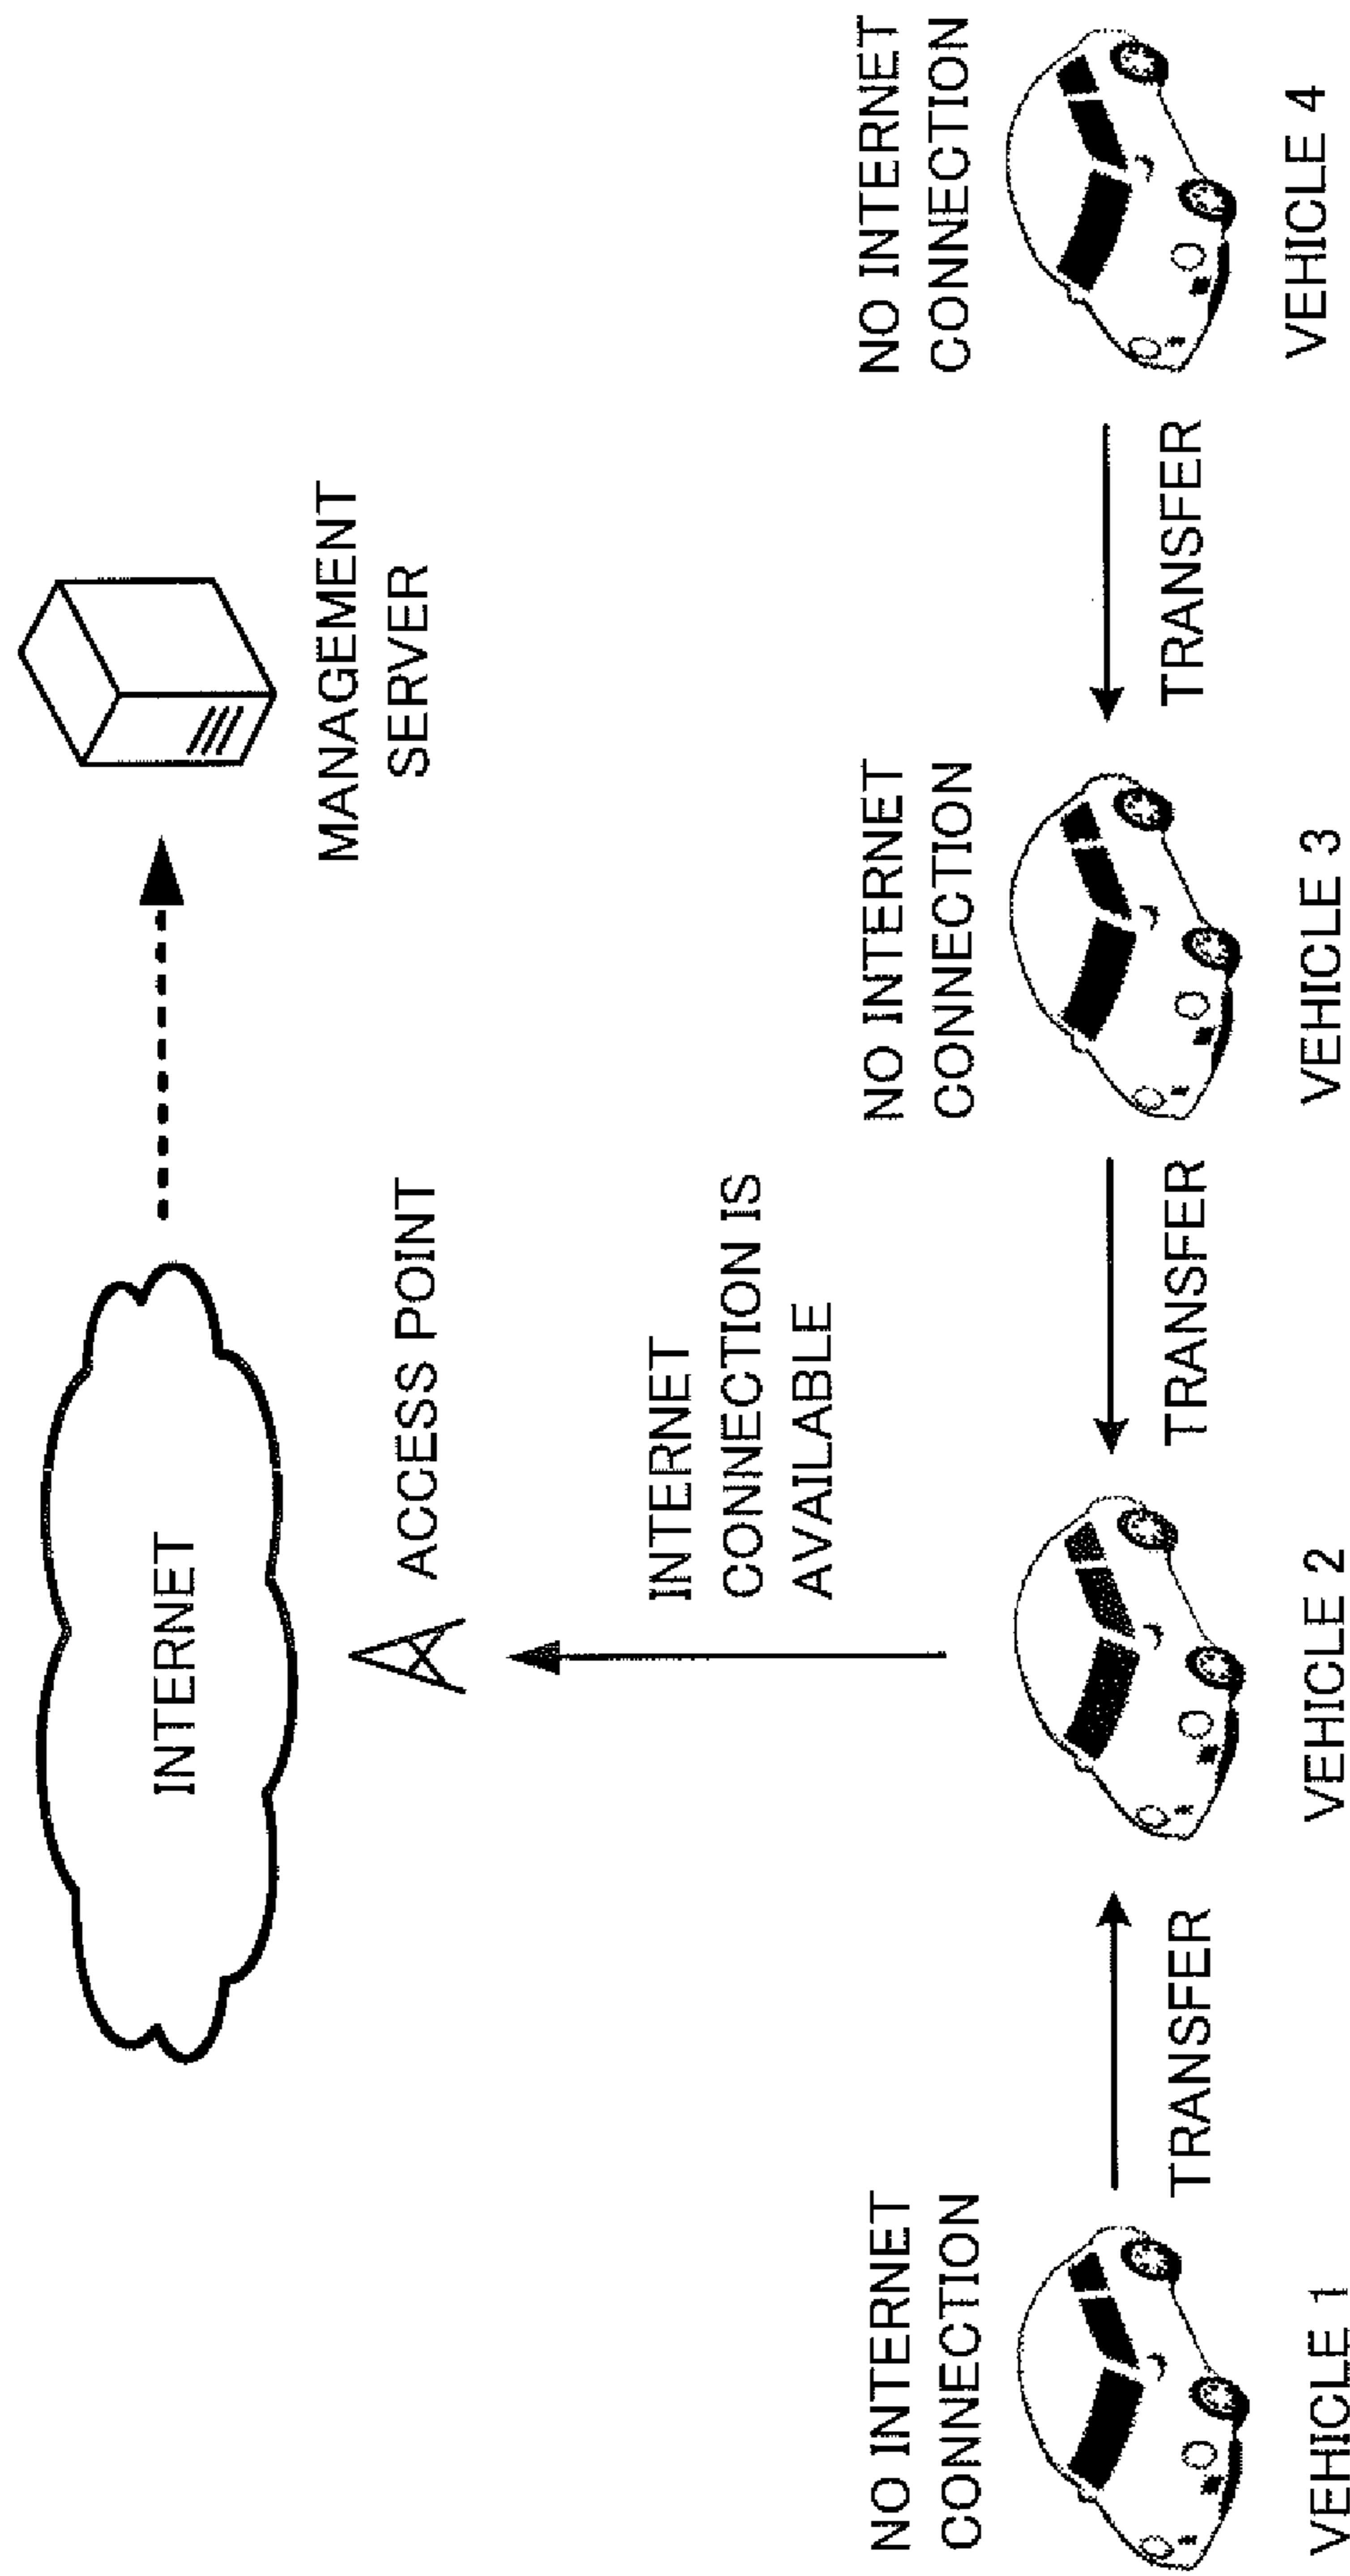 INTERNET
MANAGEMENT
SERVER
ACCESS POINT
INTERNET
CONNECTION IS
AVAILABLE
NO INTERNET
CONNECTION
NO INTERNET
CONNECTION
NO INTERNET
CONNECTION
TRANSFER
TRANSFER
TRANSFER
VEHICLE 1
VEHICLE 2
VEHICLE 3
VEHICLE 4